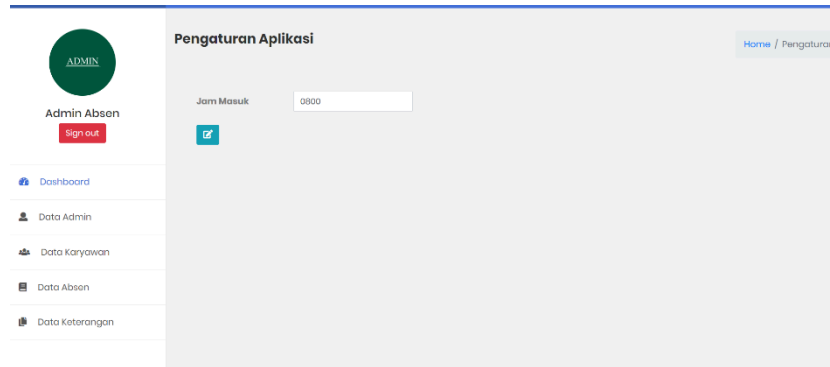 ADMIN
Admin Absen
Sign out
Dashboard
Data Admin
Data Karyawan
Data Absen
Data Keterangan
Pengaturan Aplikasi
Home / Pengaturan
Jam Masuk 0800